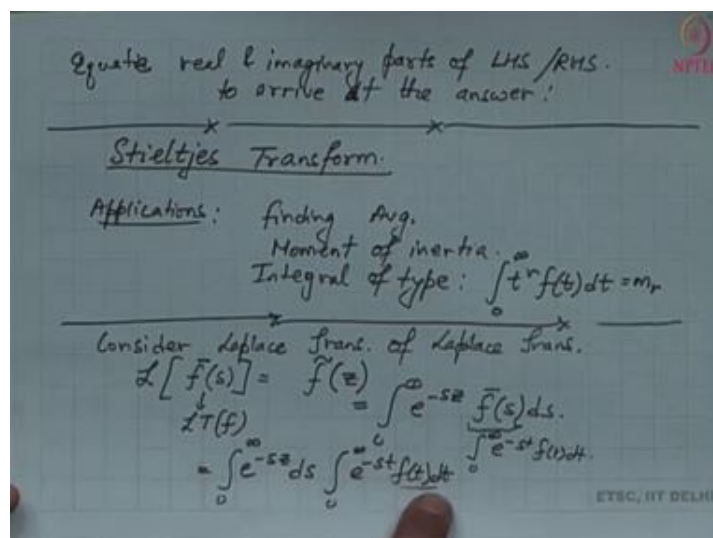 Equate real & imaginary parts of LHS/RHS.
to arrive at the answer!
NPTEL
Stieltjes Transform.
Applications: finding Avg.
Moment of inertia.
Integral of type: ∫₀^∞ t^r f(t) dt = m_r
Consider Laplace Trans. of Laplace Trans.
L[f̄(s)] = f̃(z) = ∫₀^∞ e^{-sz} f̄(s) ds.
↓
LT(f)
∫₀^∞ e^{-st} f(t) dt.
= ∫₀^∞ e^{-sz} ds ∫₀^∞ e^{-st} f(t) dt
ETSC, IIT DELHI